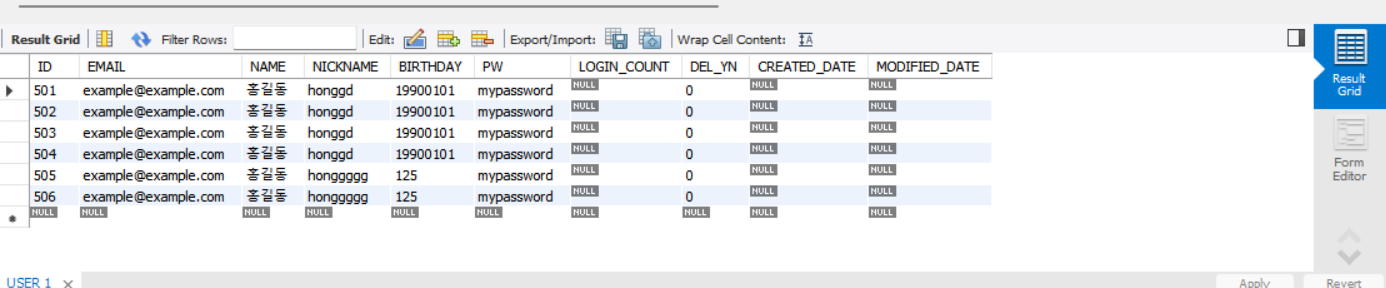 Result Grid Filter Rows: Edit: Export/Import: Wrap Cell Content: IA
ID EMAIL NAME NICKNAME BIRTHDAY PW LOGIN_COUNT DEL_YN CREATED_DATE MODIFIED_DATE
501 example@example.com 홍길동 honggd 19900101 mypassword NULL 0 NULL NULL
502 example@example.com 홍길동 honggd 19900101 mypassword NULL 0 NULL NULL
503 example@example.com 홍길동 honggd 19900101 mypassword NULL 0 NULL NULL
504 example@example.com 홍길동 honggd 19900101 mypassword NULL 0 NULL NULL
505 example@example.com 홍길동 honggggg 125 mypassword NULL 0 NULL NULL
506 example@example.com 홍길동 honggggg 125 mypassword NULL 0 NULL NULL
NULL NULL NULL NULL NULL NULL NULL NULL NULL NULL
Result
Grid
Form
Editor
USER 1 Apply Revert